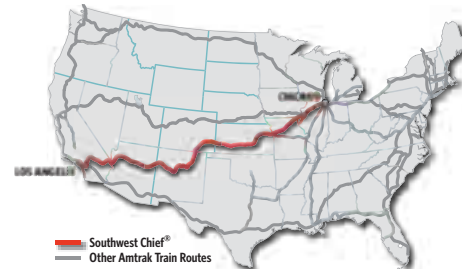 CHICAGO
LOS ANGELES
Southwest Chief®
Other Amtrak Train Routes